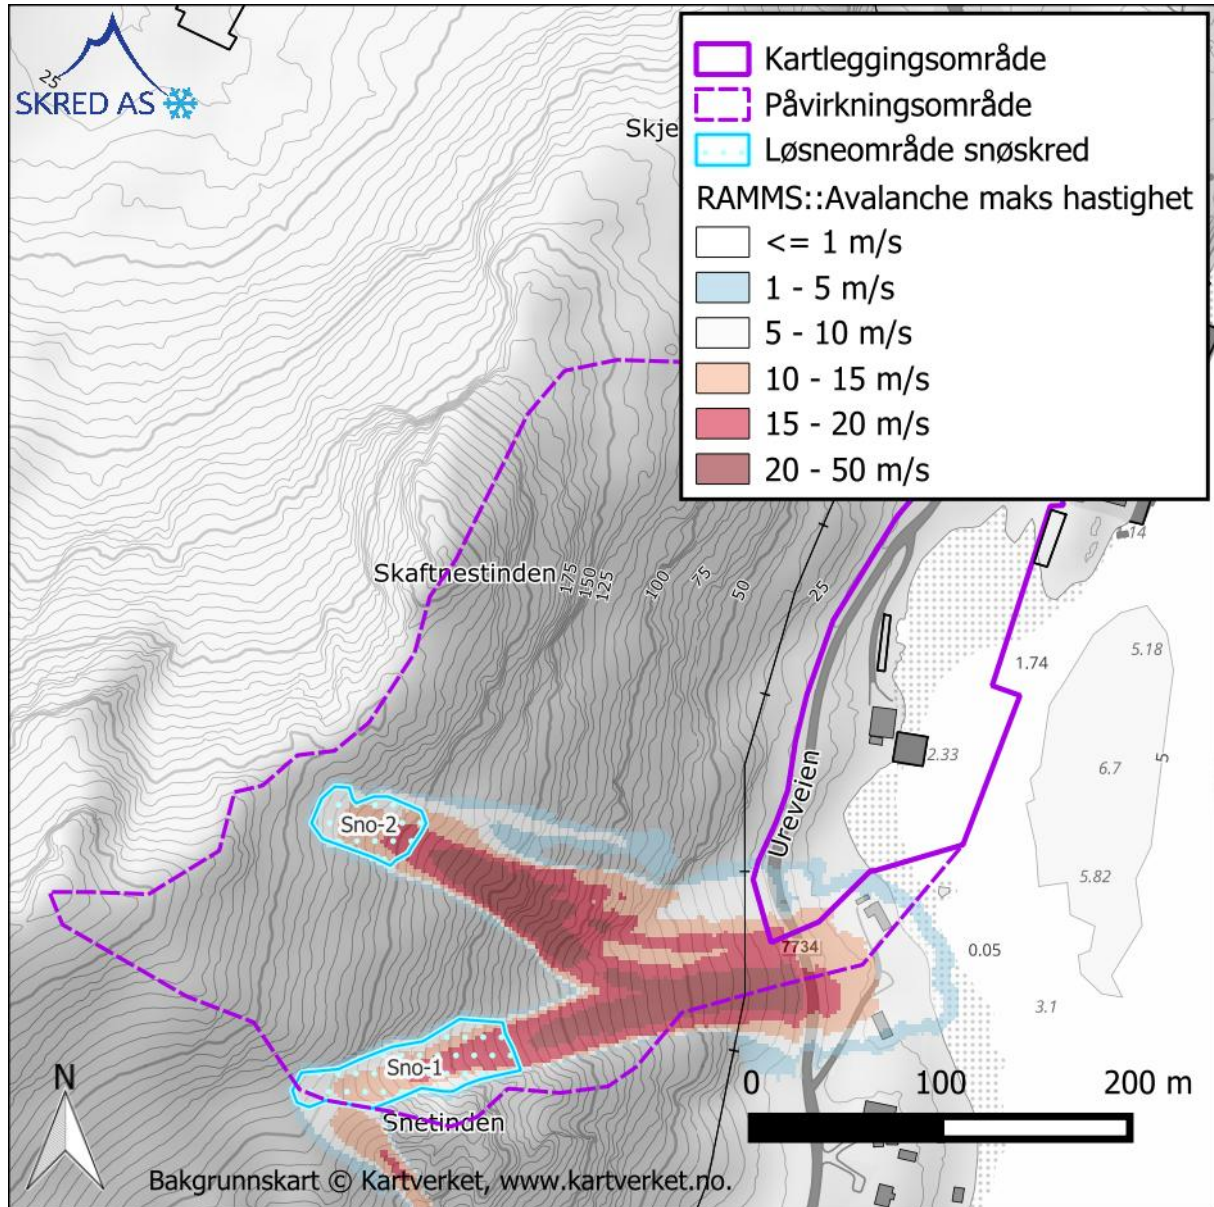 25
SKRED AS
Kartleggingsområde
Påvirkningsområde
Løsneområde snøskred
RAMMS::Avalanche maks hastighet
<= 1 m/s
1 - 5 m/s
5 - 10 m/s
10 - 15 m/s
15 - 20 m/s
20 - 50 m/s
Skje
14
Skaftnestinden
175
150
125
100
75
50
25
1.74
5.18
2.33
6.7
5
Ureveien
Sno-2
5.82
7734
0.05
3.1
Sno-1
Snetinden
N
0 100 200 m
Bakgrunnskart © Kartverket, www.kartverket.no.